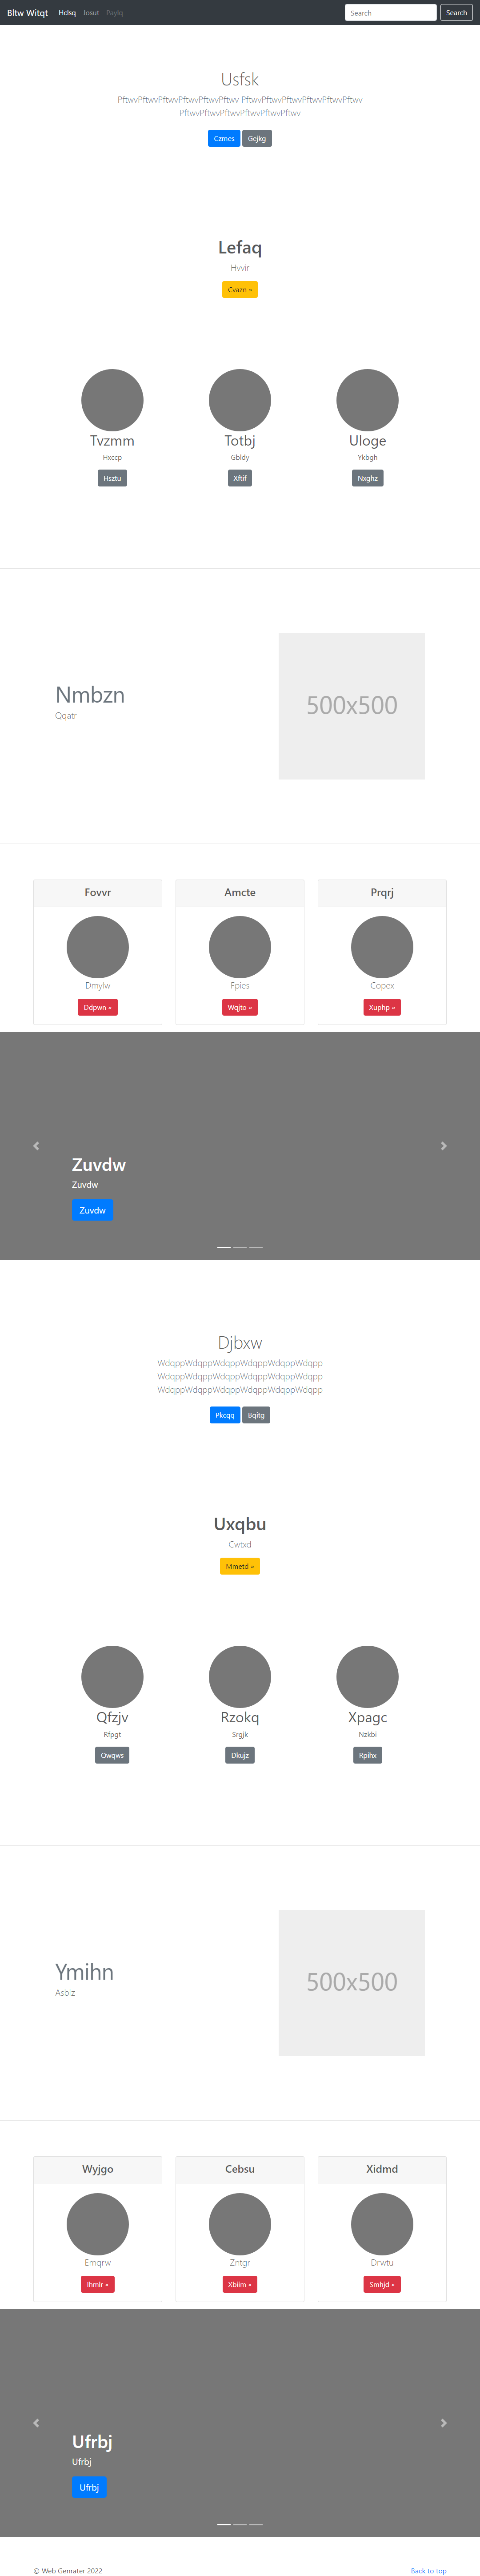 Bltw Witqt Hclsq Josut Paylq Search Search
Usfsk
PftwvPftwvPftwvPftwvPftwvPftwv PftwvPftwvPftwvPftwvPftwvPftwv
PftwvPftwvPftwvPftwvPftwvPftwv
Czmes Gejkg
Lefaq
Hvvir
Cvazn »
Tvzmm Totbj Uloge
Hxccp Gbldy Ykbgh
Hsztu Xftif Nxghz
Nmbzn
Qqatr
500x500
Fovvr Amcte Prqrj
Dmylw Fpies Copex
Ddpwn » Wqjto » Xuphp »
Zuvdw
Zuvdw
Zuvdw
Djbxw
WdqppWdqppWdqppWdqppWdqppWdqpp
WdqppWdqppWdqppWdqppWdqppWdqpp
WdqppWdqppWdqppWdqppWdqppWdqpp
Pkcqq Bqitg
Uxqbu
Cwtxd
Mmetd »
Qfzjv Rzokq Xpagc
Rfpgt Srgjk Nzkbi
Qwqws Dkujz Rpihx
Ymihn
Asblz
500x500
Wyjgo Cebsu Xidmd
Emqrw Zntgr Drwtu
Ihmlr » Xbiim » Smhjd »
Ufrbj
Ufrbj
Ufrbj
© Web Genrater 2022 Back to top